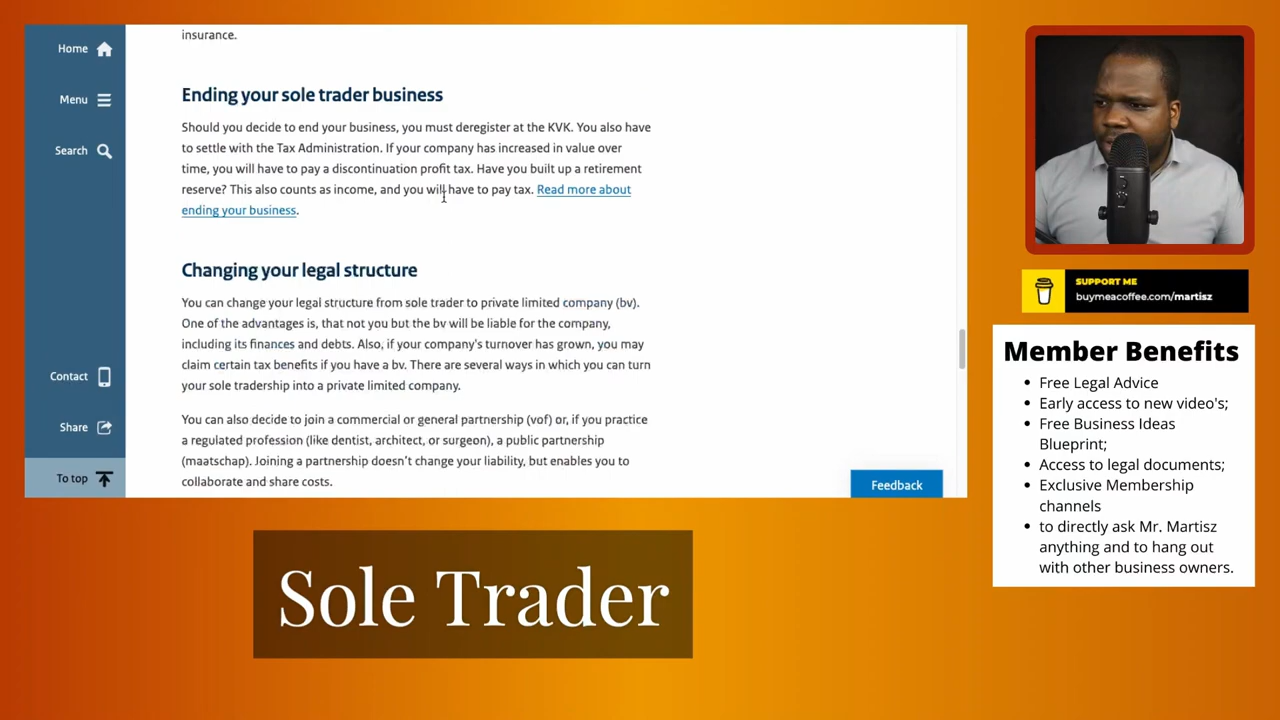 Home
Menu
Search
Contact
Share
To top
insurance.
Ending your sole trader business
Should you decide to end your business, you must deregister at the KVK. You also have
to settle with the Tax Administration. If your company has increased in value over
time, you will have to pay a discontinuation profit tax. Have you built up a retirement
reserve? This also counts as income, and you will have to pay tax. Read more about
ending your business.
Changing your legal structure
You can change your legal structure from sole trader to private limited company (bv).
One of the advantages is, that not you but the bv will be liable for the company,
including its finances and debts. Also, if your company's turnover has grown, you may
claim certain tax benefits if you have a bv. There are several ways in which you can turn
your sole tradership into a private limited company.
You can also decide to join a commercial or general partnership (vof) or, if you practice
a regulated profession (like dentist, architect, or surgeon), a public partnership
(maatschap). Joining a partnership doesn't change your liability, but enables you to
collaborate and share costs.
Feedback
SUPPORT ME
buymeacoffee.com/martisz
Member Benefits
• Free Legal Advice
• Early access to new video's;
• Free Business Ideas
Blueprint;
• Access to legal documents;
• Exclusive Membership
channels
• to directly ask Mr. Martisz
anything and to hang out
with other business owners.
Sole Trader